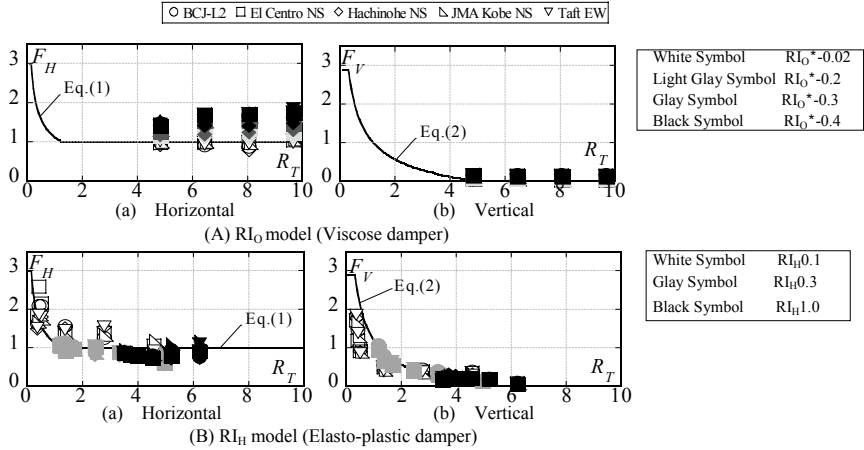 BCJ-L2 El Centro NS Hachinohe NS JMA Kobe NS Taft EW
3 F_H
2 Eq.(1)
1
R_T
0
0 2 4 6 8 10
(a) Horizontal
3 F_V
2 Eq.(2)
1
R_T
0
0 2 4 6 8 10
(b) Vertical
White Symbol RI_O*-0.02
Light Glay Symbol RI_O*-0.2
Glay Symbol RI_O*-0.3
Black Symbol RI_O*-0.4
(A) RI_O model (Viscose damper)
3 F_H
2 Eq.(1)
1
R_T
0
0 2 4 6 8 10
(a) Horizontal
3 F_V
Eq.(2)
2
1
R_T
0
0 2 4 6 8 10
(b) Vertical
White Symbol RI_H0.1
Glay Symbol RI_H0.3
Black Symbol RI_H1.0
(B) RI_H model (Elasto-plastic damper)